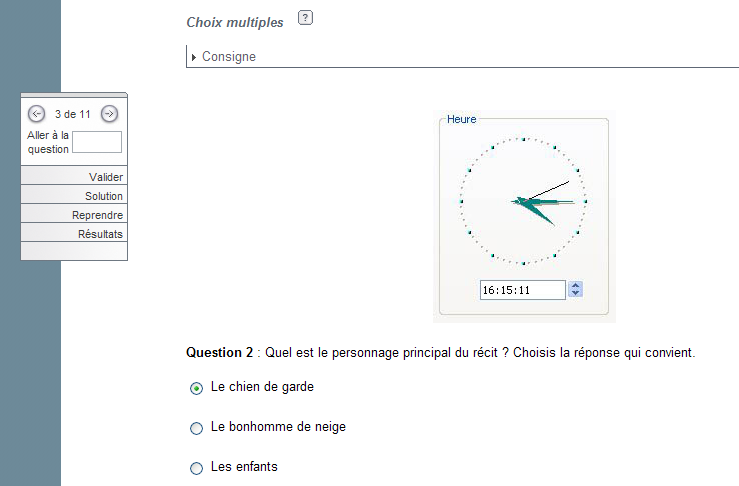 Choix multiples ?
Consigne
3 de 11
Aller à la
question
Valider
Solution
Reprendre
Résultats
Heure
16:15:11
Question 2 : Quel est le personnage principal du récit ? Choisis la réponse qui convient.
Le chien de garde
Le bonhomme de neige
Les enfants